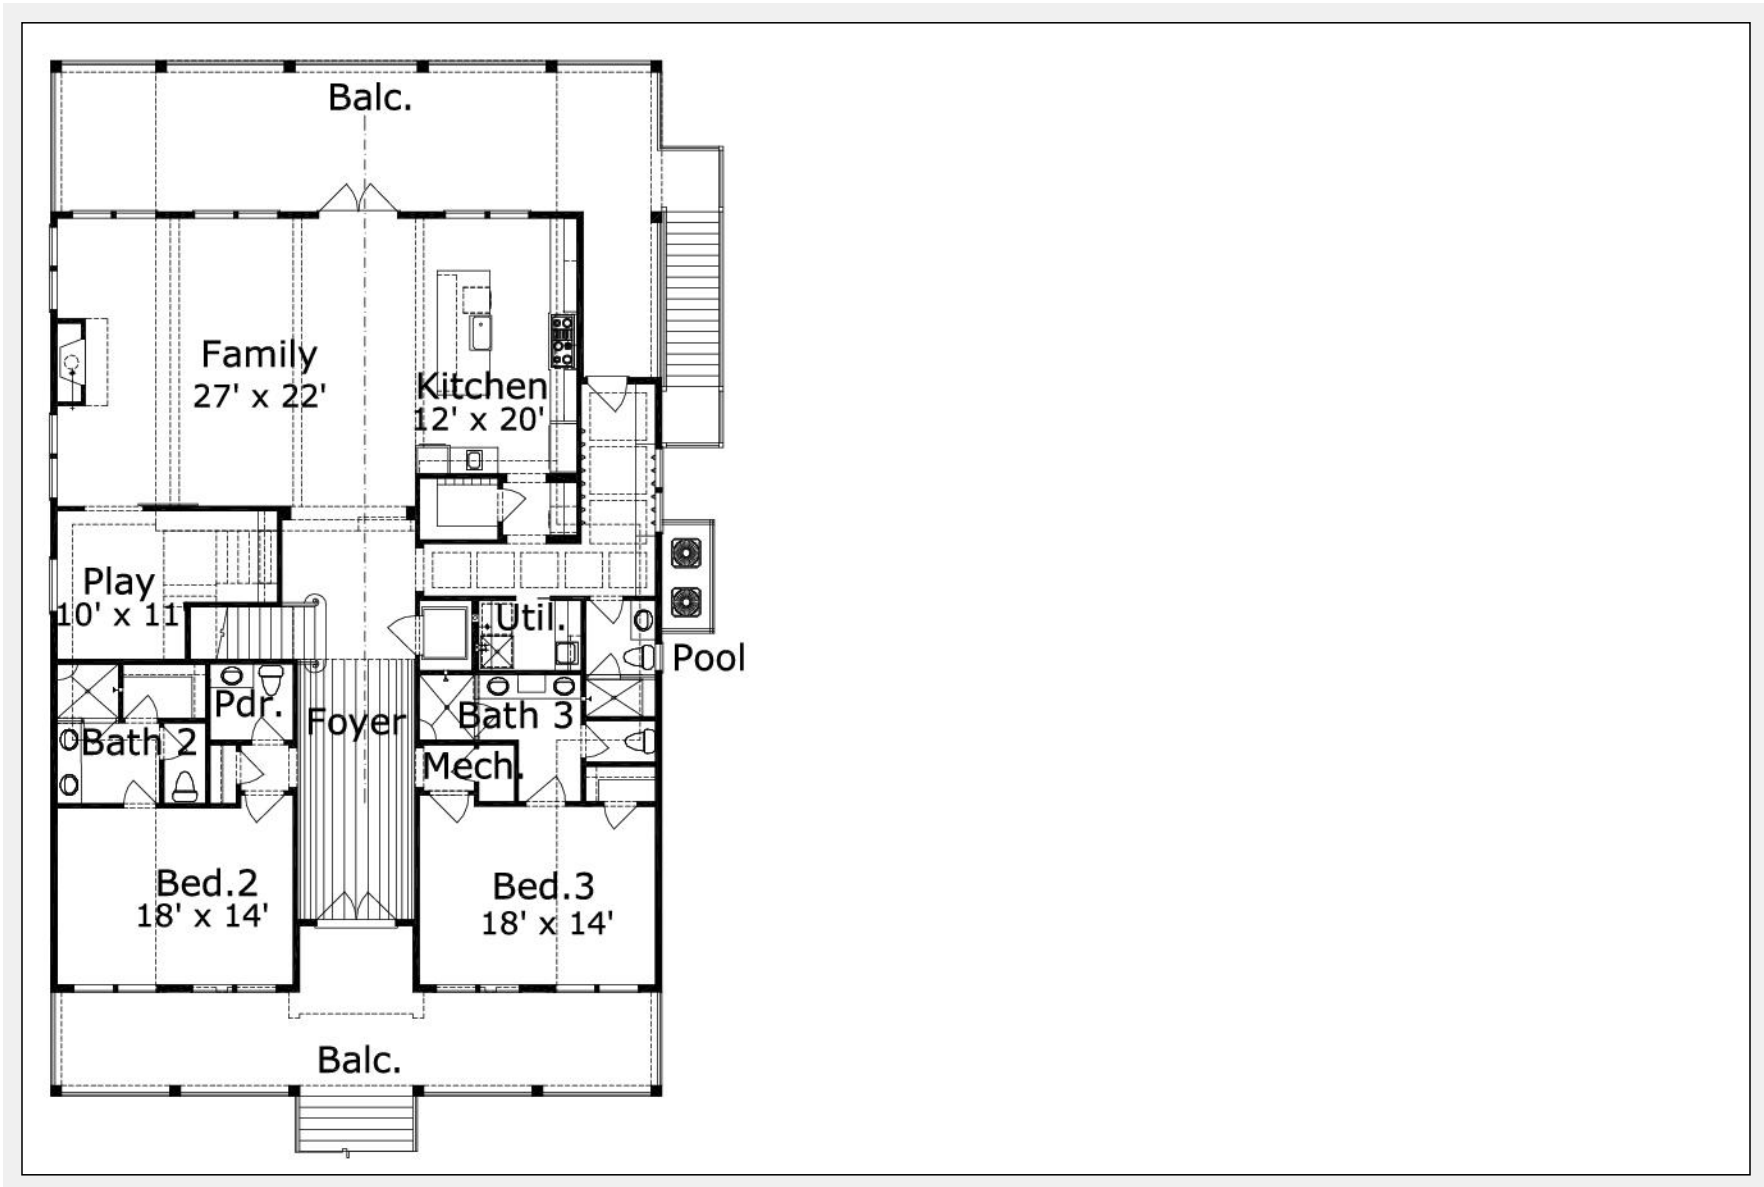 Balc.
Family
27' x 22'
Kitchen
12' x 20'
Play
10' x 11'
Util.
Pool
Pdr.
Foyer
Bath 3
Bath 2
Mech.
Bed.2
18' x 14'
Bed.3
18' x 14'
Balc.